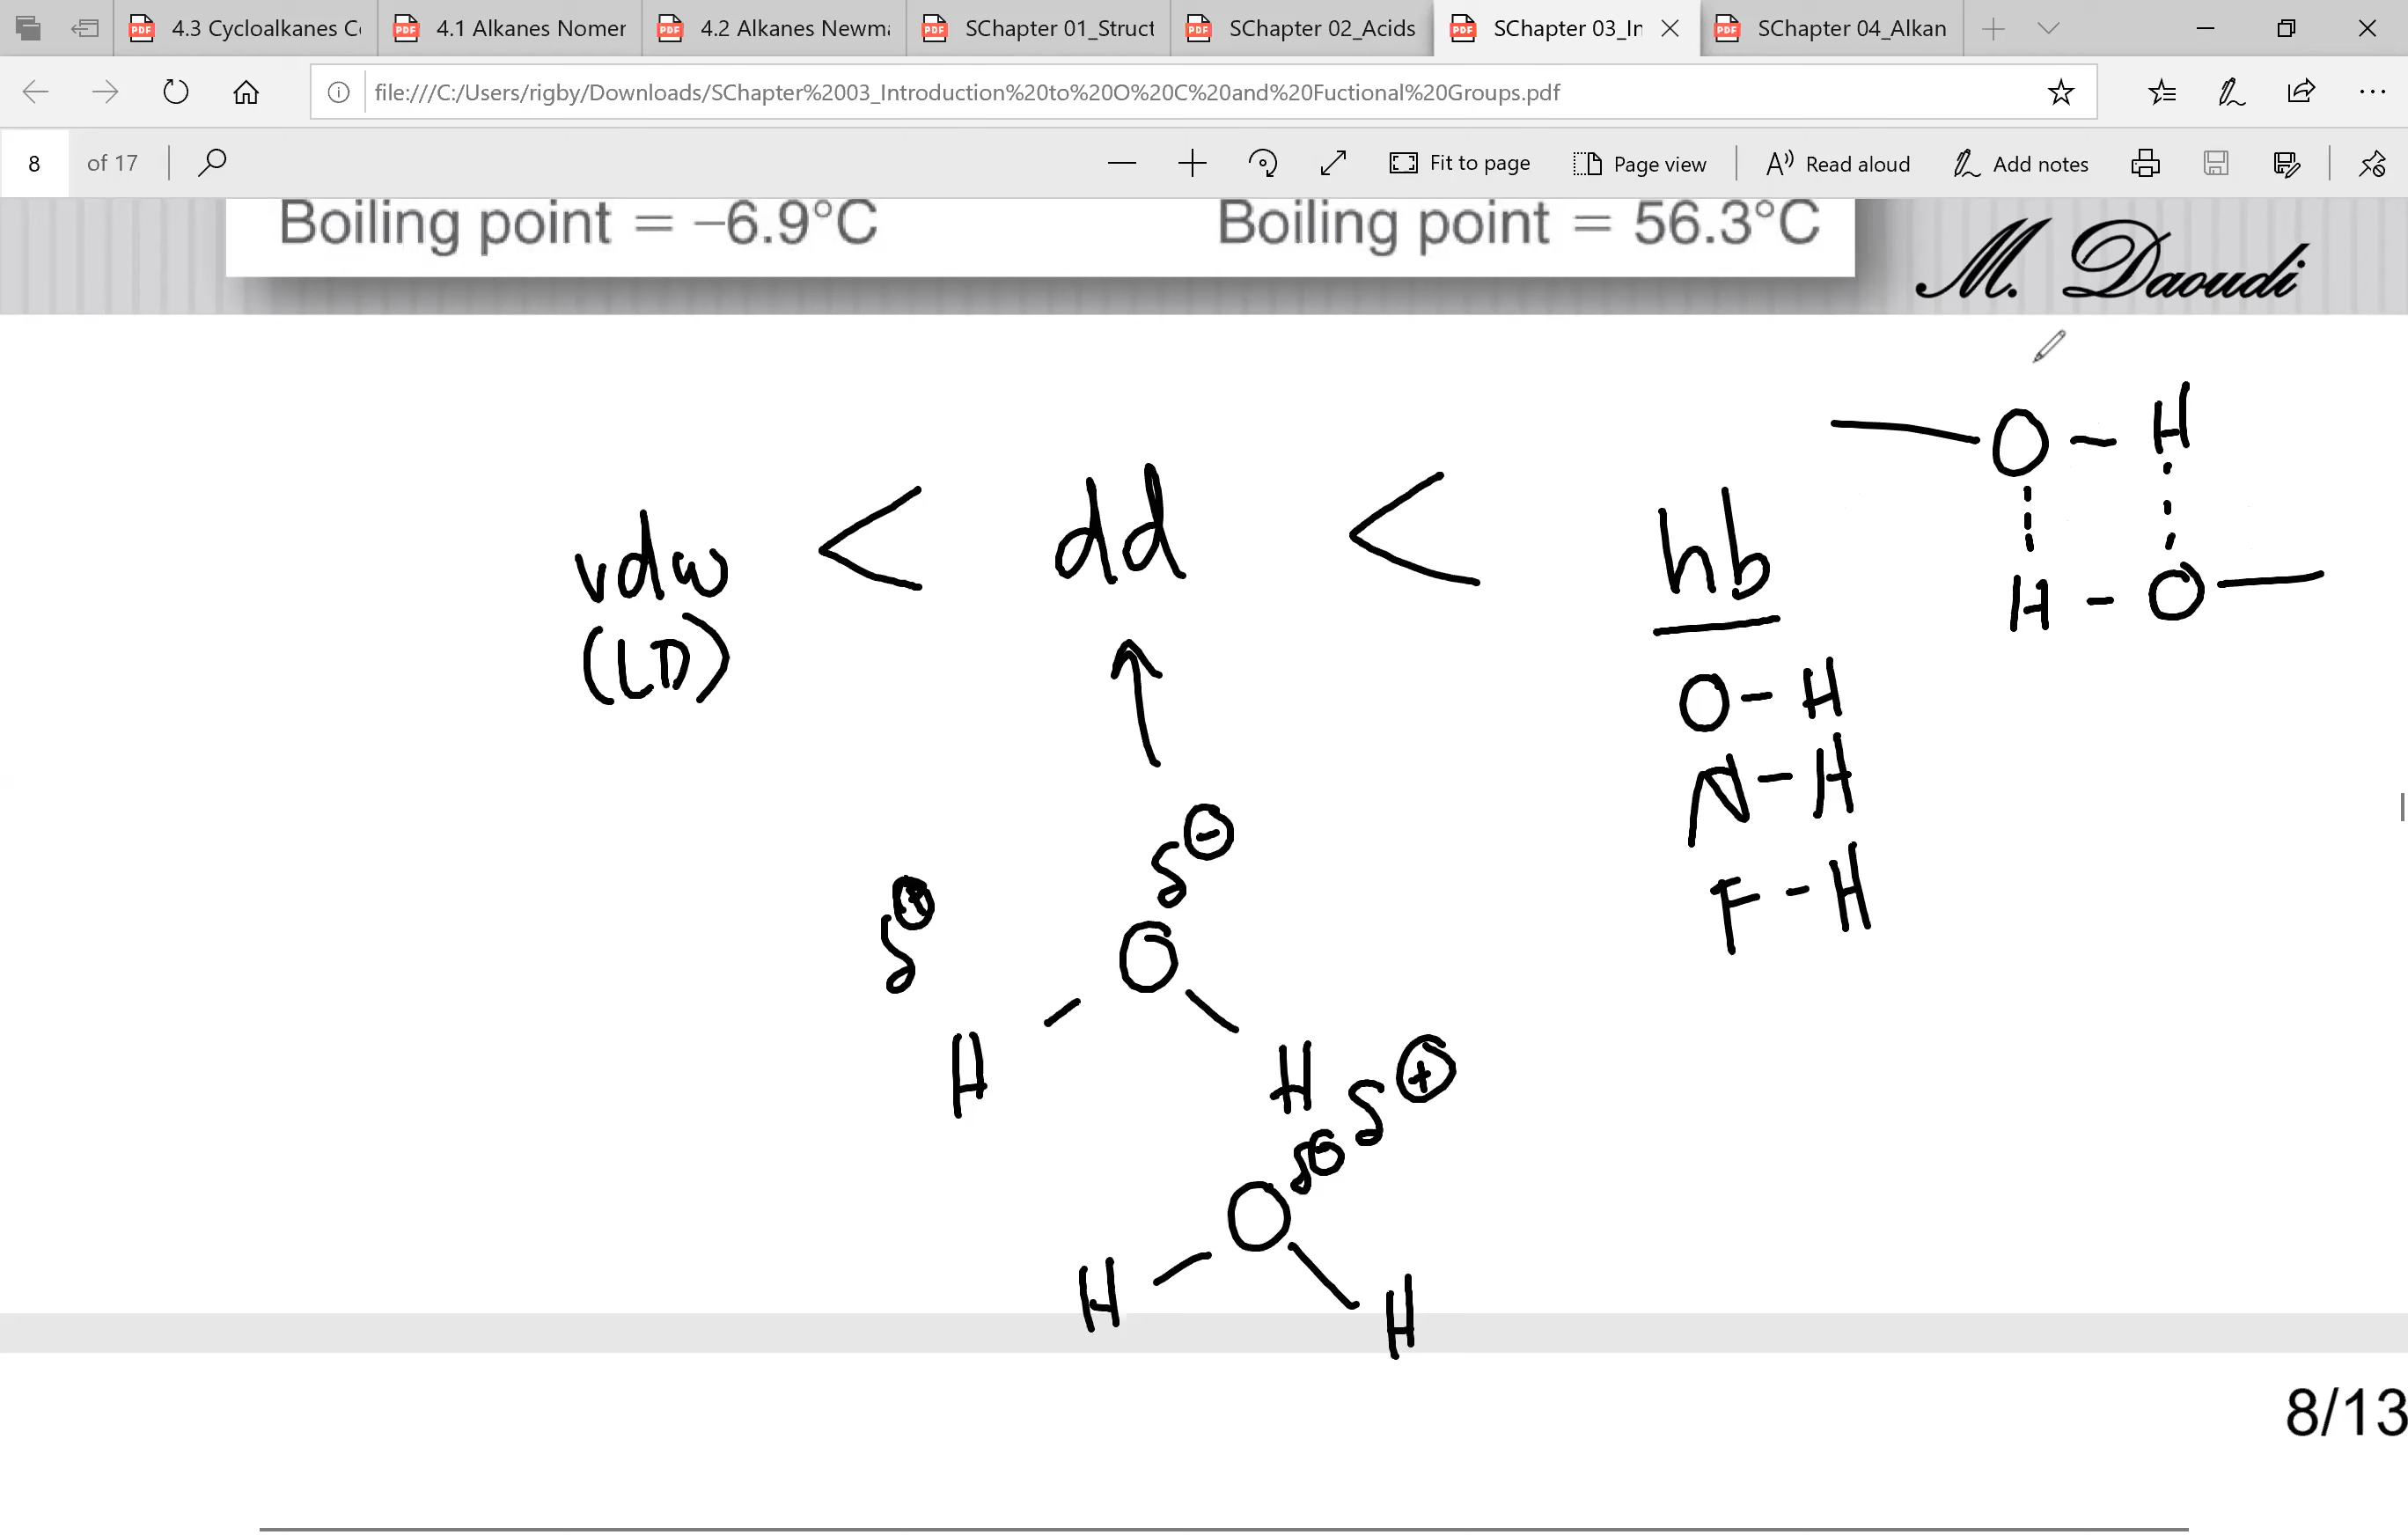 4.3 Cycloalkanes C
4.1 Alkanes Nomer
4.2 Alkanes Newm
SChapter 01_Struct
SChapter 02_Acids
SChapter 03_In
SChapter 04_Alkan
file:///C:/Users/rigby/Downloads/SChapter%2003_Introduction%20to%20O%20C%20and%20Fuctional%20Groups.pdf
8 of 17
Fit to page
Page view
Read aloud
Add notes
Boiling point = –6.9°C
Boiling point = 56.3°C
M. Daoudi
O - H
H - O
vdw < dd < hb
(LD)
O - H
N - H
F - H
δ⊖
δ⊕
O
H H δ⊕
δ⊖
O
H H
8/13